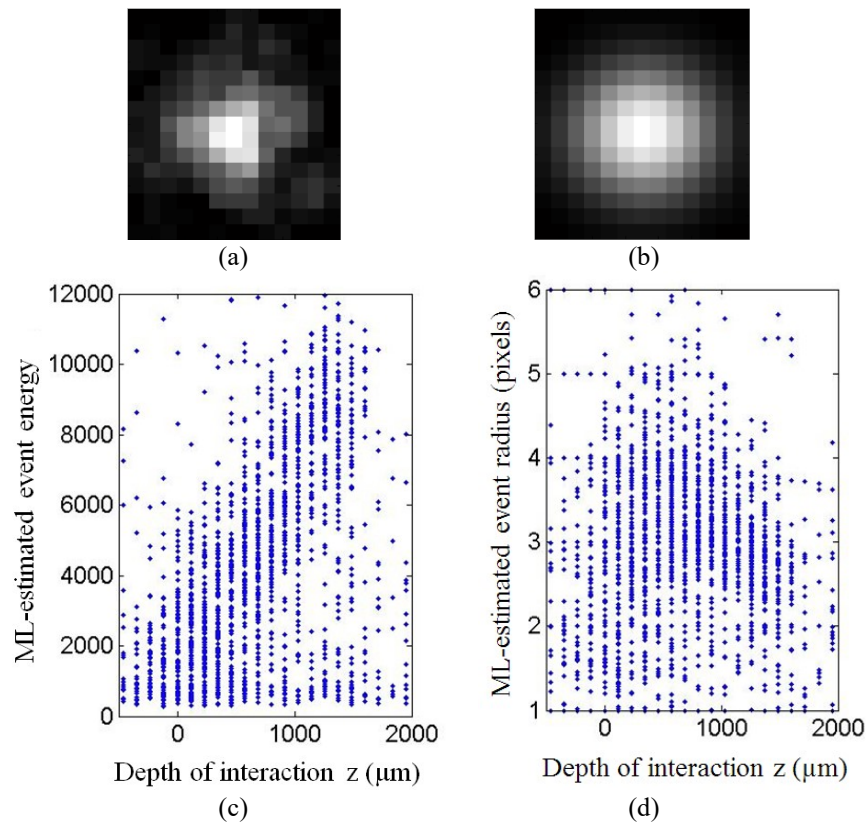 (a)
(b)
ML-estimated event energy
12000
10000
8000
6000
4000
2000
0
0
1000
2000
Depth of interaction z (µm)
(c)
ML-estimated event radius (pixels)
6
5
4
3
2
1
0
1000
2000
Depth of interaction z (µm)
(d)